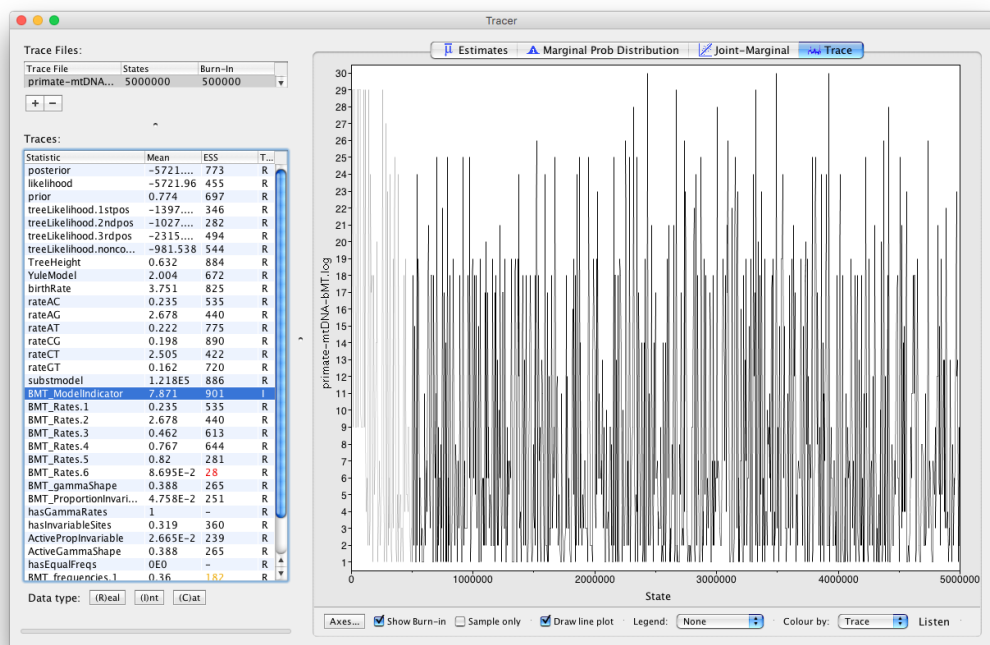 Tracer
Trace Files:
Trace File States Burn-In
primate-mtDNA... 5000000 500000
+ −
Traces:
Statistic Mean ESS T...
posterior -5721.... 773 R
likelihood -5721.96 455 R
prior 0.774 697 R
treeLikelihood.1stpos -1397.... 346 R
treeLikelihood.2ndpos -1027.... 282 R
treeLikelihood.3rdpos -2315.... 494 R
treeLikelihood.nonco... -981.538 544 R
TreeHeight 0.632 884 R
YuleModel 2.004 672 R
birthRate 3.751 825 R
rateAC 0.235 535 R
rateAG 2.678 440 R
rateAT 0.222 775 R
rateCG 0.198 890 R
rateCT 2.505 422 R
rateGT 0.162 720 R
substmodel 1.218E5 886 R
BMT_ModelIndicator 7.871 901 I
BMT_Rates.1 0.235 535 R
BMT_Rates.2 2.678 440 R
BMT_Rates.3 0.462 613 R
BMT_Rates.4 0.767 644 R
BMT_Rates.5 0.82 281 R
BMT_Rates.6 8.695E-2 28 R
BMT_gammaShape 0.388 265 R
BMT_ProportionInvari... 4.758E-2 251 R
hasGammaRates 1 - R
hasInvariableSites 0.319 360 R
ActivePropInvariable 2.665E-2 239 R
ActiveGammaShape 0.388 265 R
hasEqualFreqs 0E0 - R
BMT_frequencies.1 0.36 182 R
Data type: (R)eal (I)nt (C)at
μ Estimates Marginal Prob Distribution Joint-Marginal Trace
30
29
28
27
26
25
24
23
22
21
20
19
18
17
16
15
14
13
12
11
10
9
8
7
6
5
4
3
2
1
primate-mtDNA-bMT.log
0 1000000 2000000 3000000 4000000 5000000
State
Axes... Show Burn-in Sample only Draw line plot Legend: None Colour by: Trace Listen